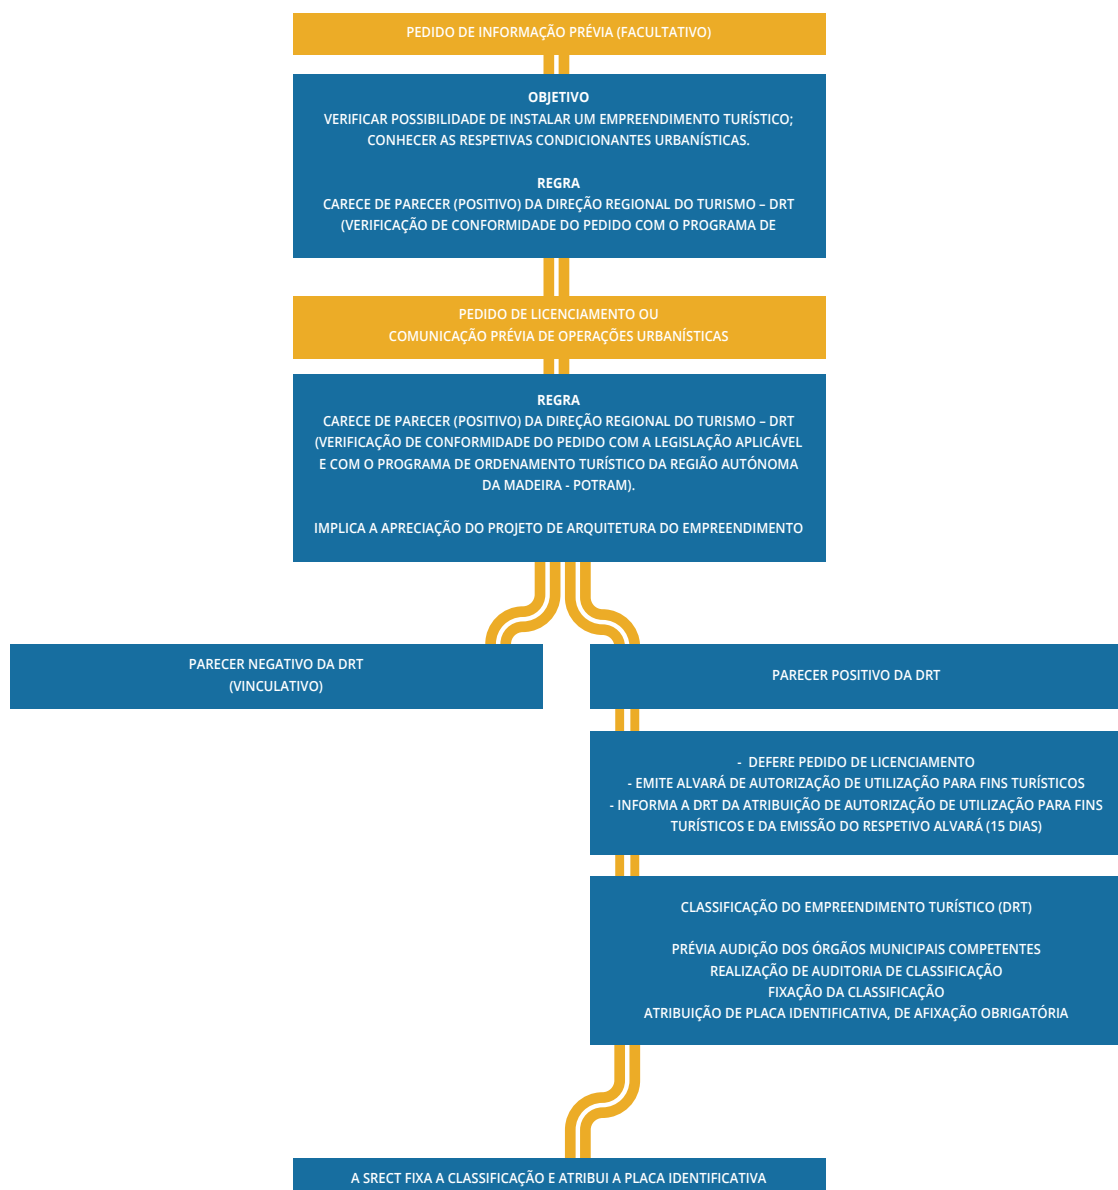 PEDIDO DE INFORMAÇÃO PRÉVIA (FACULTATIVO)
OBJETIVO
VERIFICAR POSSIBILIDADE DE INSTALAR UM EMPREENDIMENTO TURÍSTICO;
CONHECER AS RESPETIVAS CONDICIONANTES URBANÍSTICAS.
REGRA
CARECE DE PARECER (POSITIVO) DA DIREÇÃO REGIONAL DO TURISMO – DRT
(VERIFICAÇÃO DE CONFORMIDADE DO PEDIDO COM O PROGRAMA DE
PEDIDO DE LICENCIAMENTO OU
COMUNICAÇÃO PRÉVIA DE OPERAÇÕES URBANÍSTICAS
REGRA
CARECE DE PARECER (POSITIVO) DA DIREÇÃO REGIONAL DO TURISMO – DRT
(VERIFICAÇÃO DE CONFORMIDADE DO PEDIDO COM A LEGISLAÇÃO APLICÁVEL
E COM O PROGRAMA DE ORDENAMENTO TURÍSTICO DA REGIÃO AUTÓNOMA
DA MADEIRA - POTRAM).
IMPLICA A APRECIAÇÃO DO PROJETO DE ARQUITETURA DO EMPREENDIMENTO
PARECER NEGATIVO DA DRT
(VINCULATIVO)
PARECER POSITIVO DA DRT
- DEFERE PEDIDO DE LICENCIAMENTO
- EMITE ALVARÁ DE AUTORIZAÇÃO DE UTILIZAÇÃO PARA FINS TURÍSTICOS
- INFORMA A DRT DA ATRIBUIÇÃO DE AUTORIZAÇÃO DE UTILIZAÇÃO PARA FINS
TURÍSTICOS E DA EMISSÃO DO RESPETIVO ALVARÁ (15 DIAS)
CLASSIFICAÇÃO DO EMPREENDIMENTO TURÍSTICO (DRT)
PRÉVIA AUDIÇÃO DOS ÓRGÃOS MUNICIPAIS COMPETENTES
REALIZAÇÃO DE AUDITORIA DE CLASSIFICAÇÃO
FIXAÇÃO DA CLASSIFICAÇÃO
ATRIBUIÇÃO DE PLACA IDENTIFICATIVA, DE AFIXAÇÃO OBRIGATÓRIA
A SRECT FIXA A CLASSIFICAÇÃO E ATRIBUI A PLACA IDENTIFICATIVA